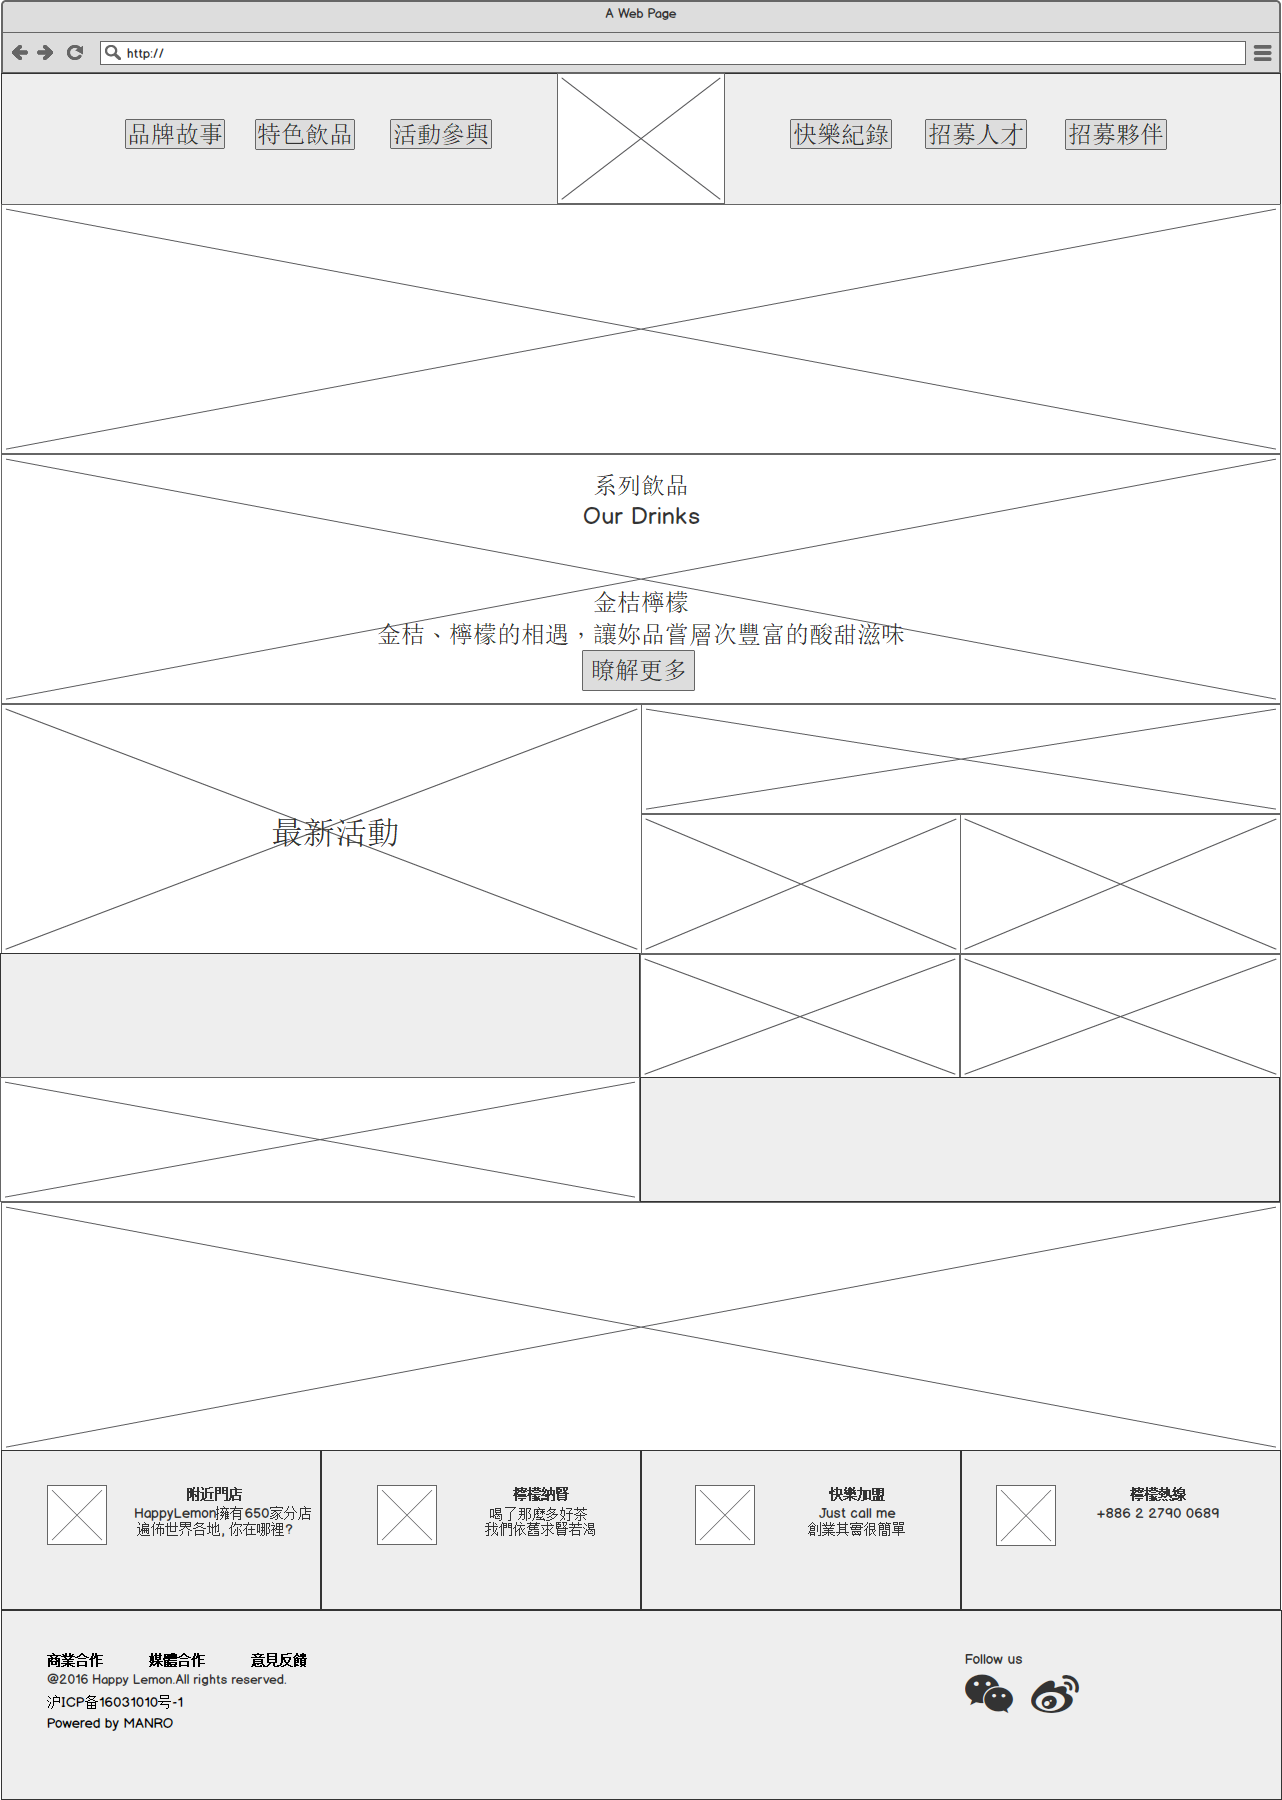 A Web Page
http://
品牌故事 特色飲品 活動參與 快樂紀錄 招募人才 招募夥伴
系列飲品
Our Drinks
金桔檸檬
金桔、檸檬的相遇，讓妳品嘗層次豐富的酸甜滋味
瞭解更多
最新活動
附近門店
HappyLemon擁有650家分店
遍佈世界各地, 你在哪裡?
檸檬納賢
喝了那麼多好茶
我們依舊求賢若渴
快樂加盟
Just call me
創業其實很簡單
檸檬熱線
+886 2 2790 0689
商業合作 媒體合作 意見反饋
@2016 Happy Lemon.All rights reserved.
沪ICP备16031010号-1
Powered by MANRO
Follow us